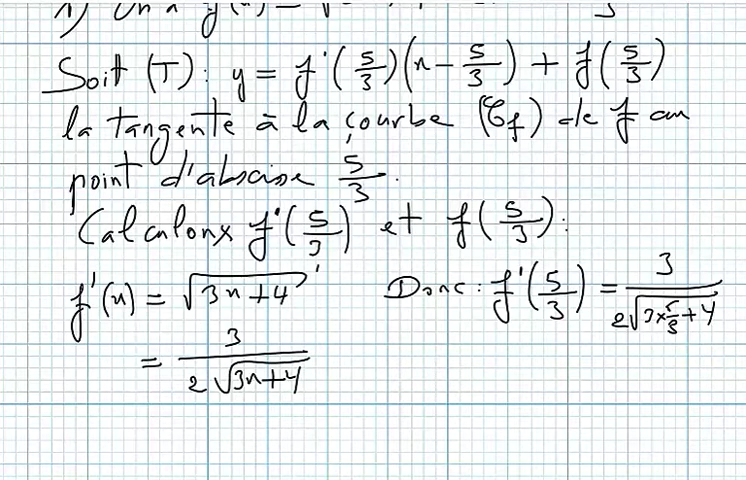 Soit (T): y = f'(5/3)(x - 5/3) + f(5/3)
la tangente à la courbe (𝒞f) de f au
point d'abscisse 5/3.
Calculons f'(5/3) et f(5/3):
f'(x) = √(3x+4)' Donc: f'(5/3) = 3/(2√(3×5/3+4))
= 3/(2√(3x+4))